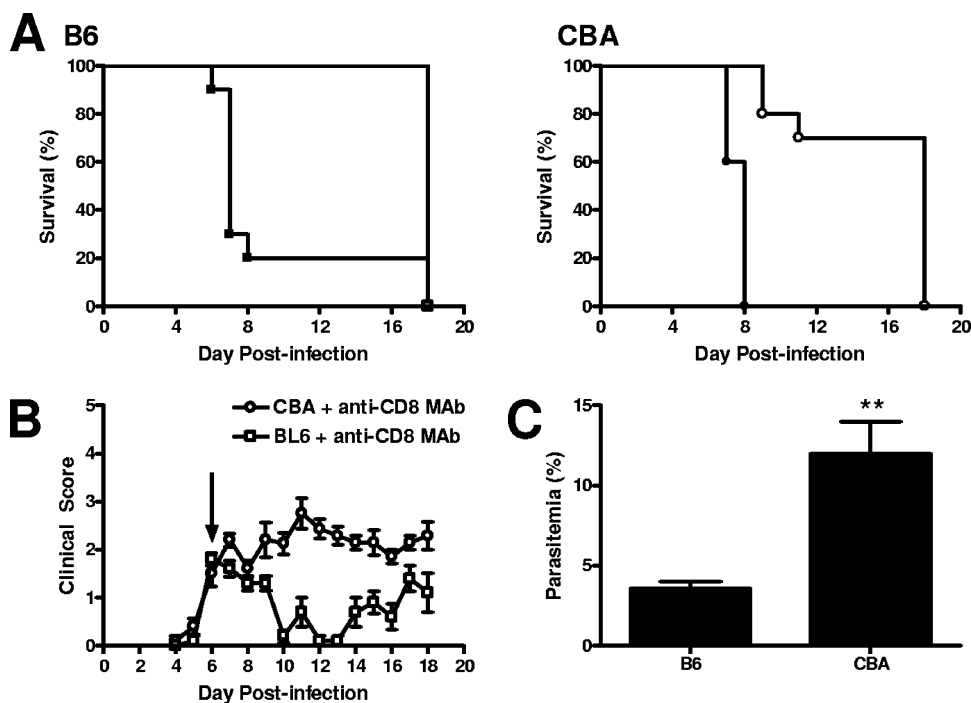 A
B6
100
80
60
40
20
0
Survival (%)
0 4 8 12 16 20
Day Post-infection
CBA
100
80
60
40
20
0
Survival (%)
0 4 8 12 16 20
Day Post-infection
B
CBA + anti-CD8 MAb
BL6 + anti-CD8 MAb
5
4
3
2
1
0
Clinical Score
0 2 4 6 8 10 12 14 16 18 20
Day Post-infection
C
15
10
5
0
Parasitemia (%)
**
B6 CBA